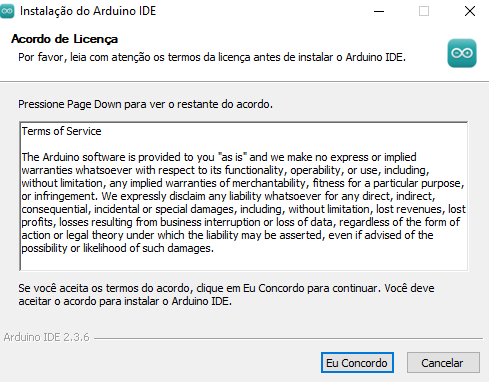 Instalação do Arduino IDE
Acordo de Licença
Por favor, leia com atenção os termos da licença antes de instalar o Arduino IDE.
Pressione Page Down para ver o restante do acordo.
Terms of Service
The Arduino software is provided to you "as is" and we make no express or implied
warranties whatsoever with respect to its functionality, operability, or use, including,
without limitation, any implied warranties of merchantability, fitness for a particular purpose,
or infringement. We expressly disclaim any liability whatsoever for any direct, indirect,
consequential, incidental or special damages, including, without limitation, lost revenues, lost
profits, losses resulting from business interruption or loss of data, regardless of the form of
action or legal theory under which the liability may be asserted, even if advised of the
possibility or likelihood of such damages.
Se você aceita os termos do acordo, clique em Eu Concordo para continuar. Você deve
aceitar o acordo para instalar o Arduino IDE.
Arduino IDE 2.3.6
Eu Concordo
Cancelar